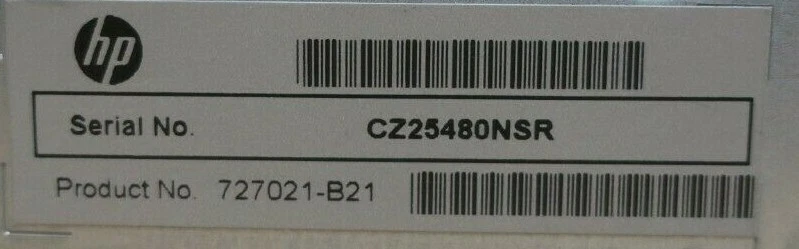 hp
Serial No. CZ25480NSR
Product No. 727021-B21